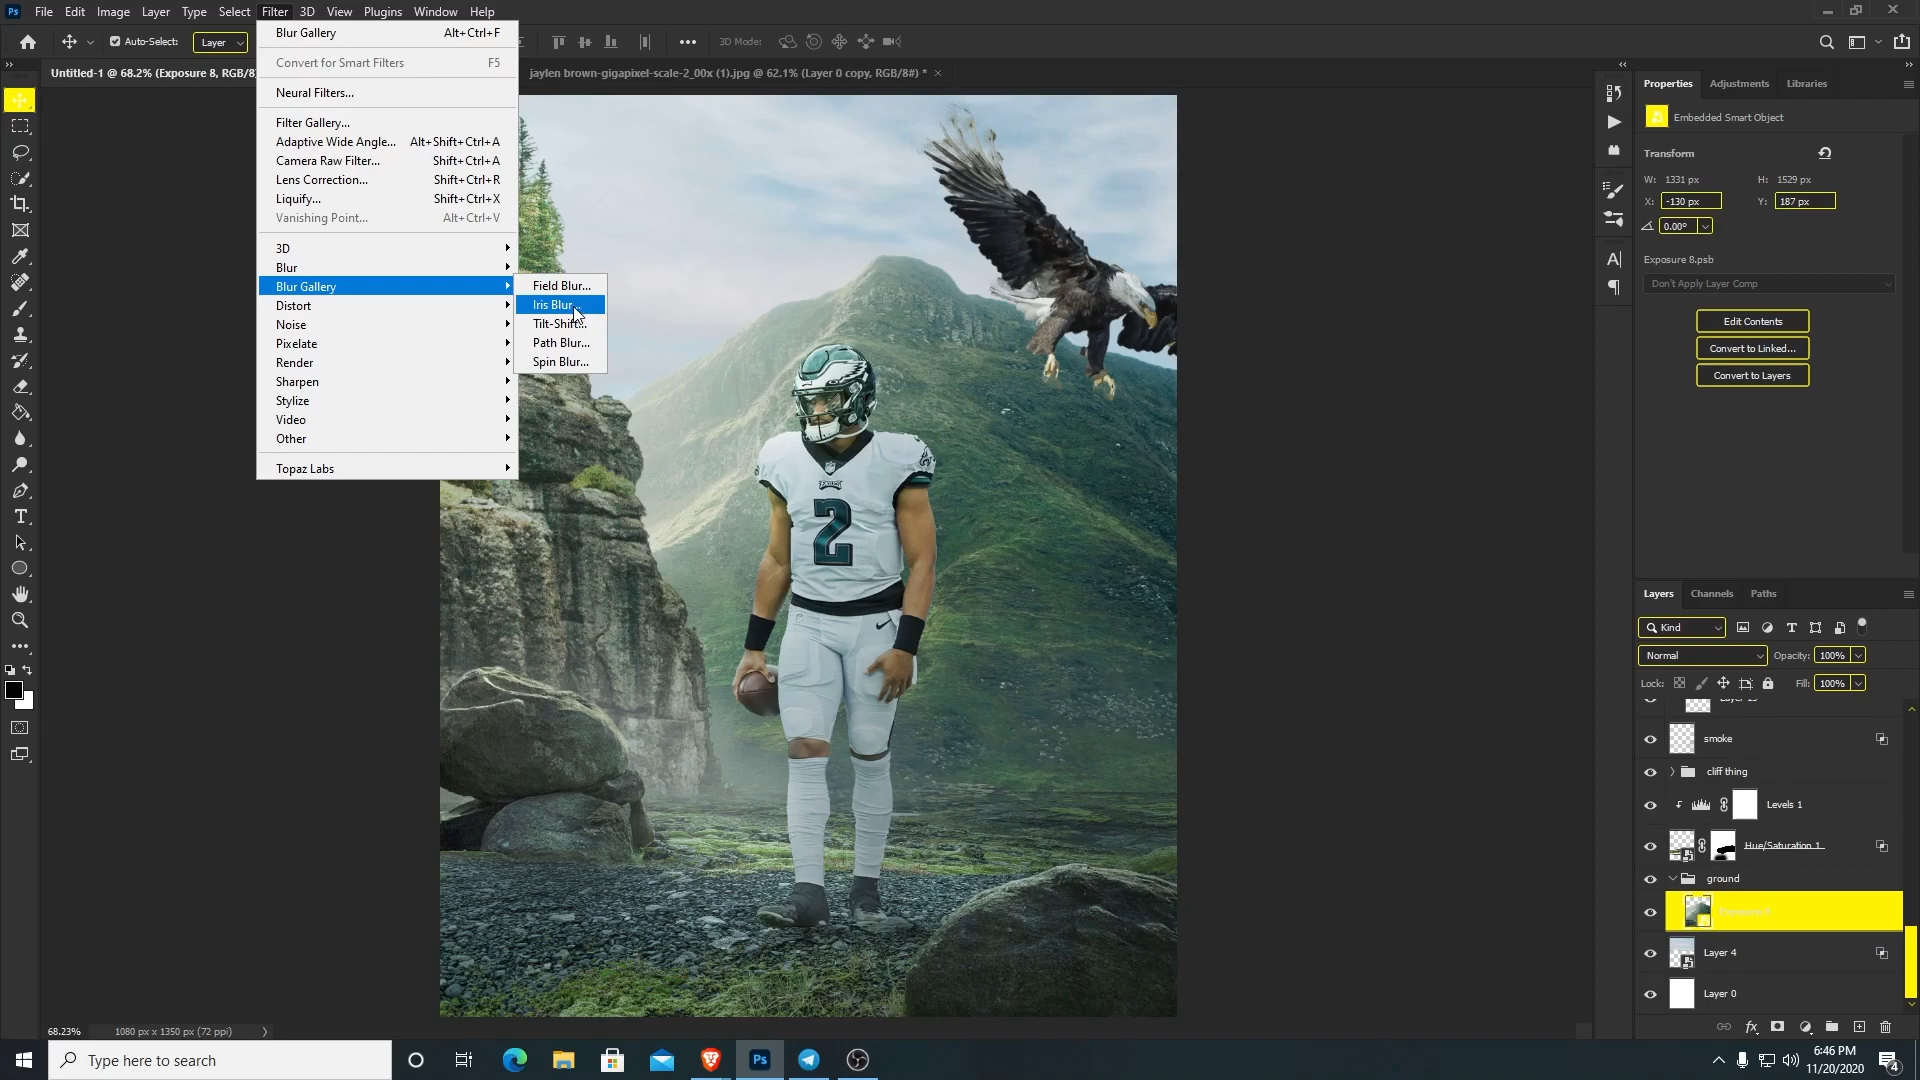 Ps File Edit Image Layer Type Select Filter 3D View Plugins Window Help
Auto-Select: Layer 3D Mode:
Untitled-1 @ 68.2% (Exposure 8, RGB/8
jaylen brown-gigapixel-scale-2_00x (1).jpg @ 62.1% (Layer 0 copy, RGB/8#) * ×
Blur Gallery Alt+Ctrl+F
Convert for Smart Filters F5
Neural Filters...
Filter Gallery...
Adaptive Wide Angle... Alt+Shift+Ctrl+A
Camera Raw Filter... Shift+Ctrl+A
Lens Correction... Shift+Ctrl+R
Liquify... Shift+Ctrl+X
Vanishing Point... Alt+Ctrl+V
3D
Blur
Blur Gallery
Distort
Noise
Pixelate
Render
Sharpen
Stylize
Video
Other
Topaz Labs
Field Blur...
Iris Blur...
Tilt-Shift...
Path Blur...
Spin Blur...
EAGLES
2
Properties Adjustments Libraries
Embedded Smart Object
Transform
W: 1331 px H: 1529 px
X: -130 px Y: 187 px
0.00°
Exposure 8.psb
Don't Apply Layer Comp
Edit Contents
Convert to Linked...
Convert to Layers
Layers Channels Paths
Kind
Normal Opacity: 100%
Lock: Fill: 100%
smoke
cliff thing
Levels 1
Hue/Saturation 1
ground
Exposure 8
Layer 4
Layer 0
68.23% 1080 px x 1350 px (72 ppi)
Type here to search
Ps
6:46 PM
11/20/2020
4